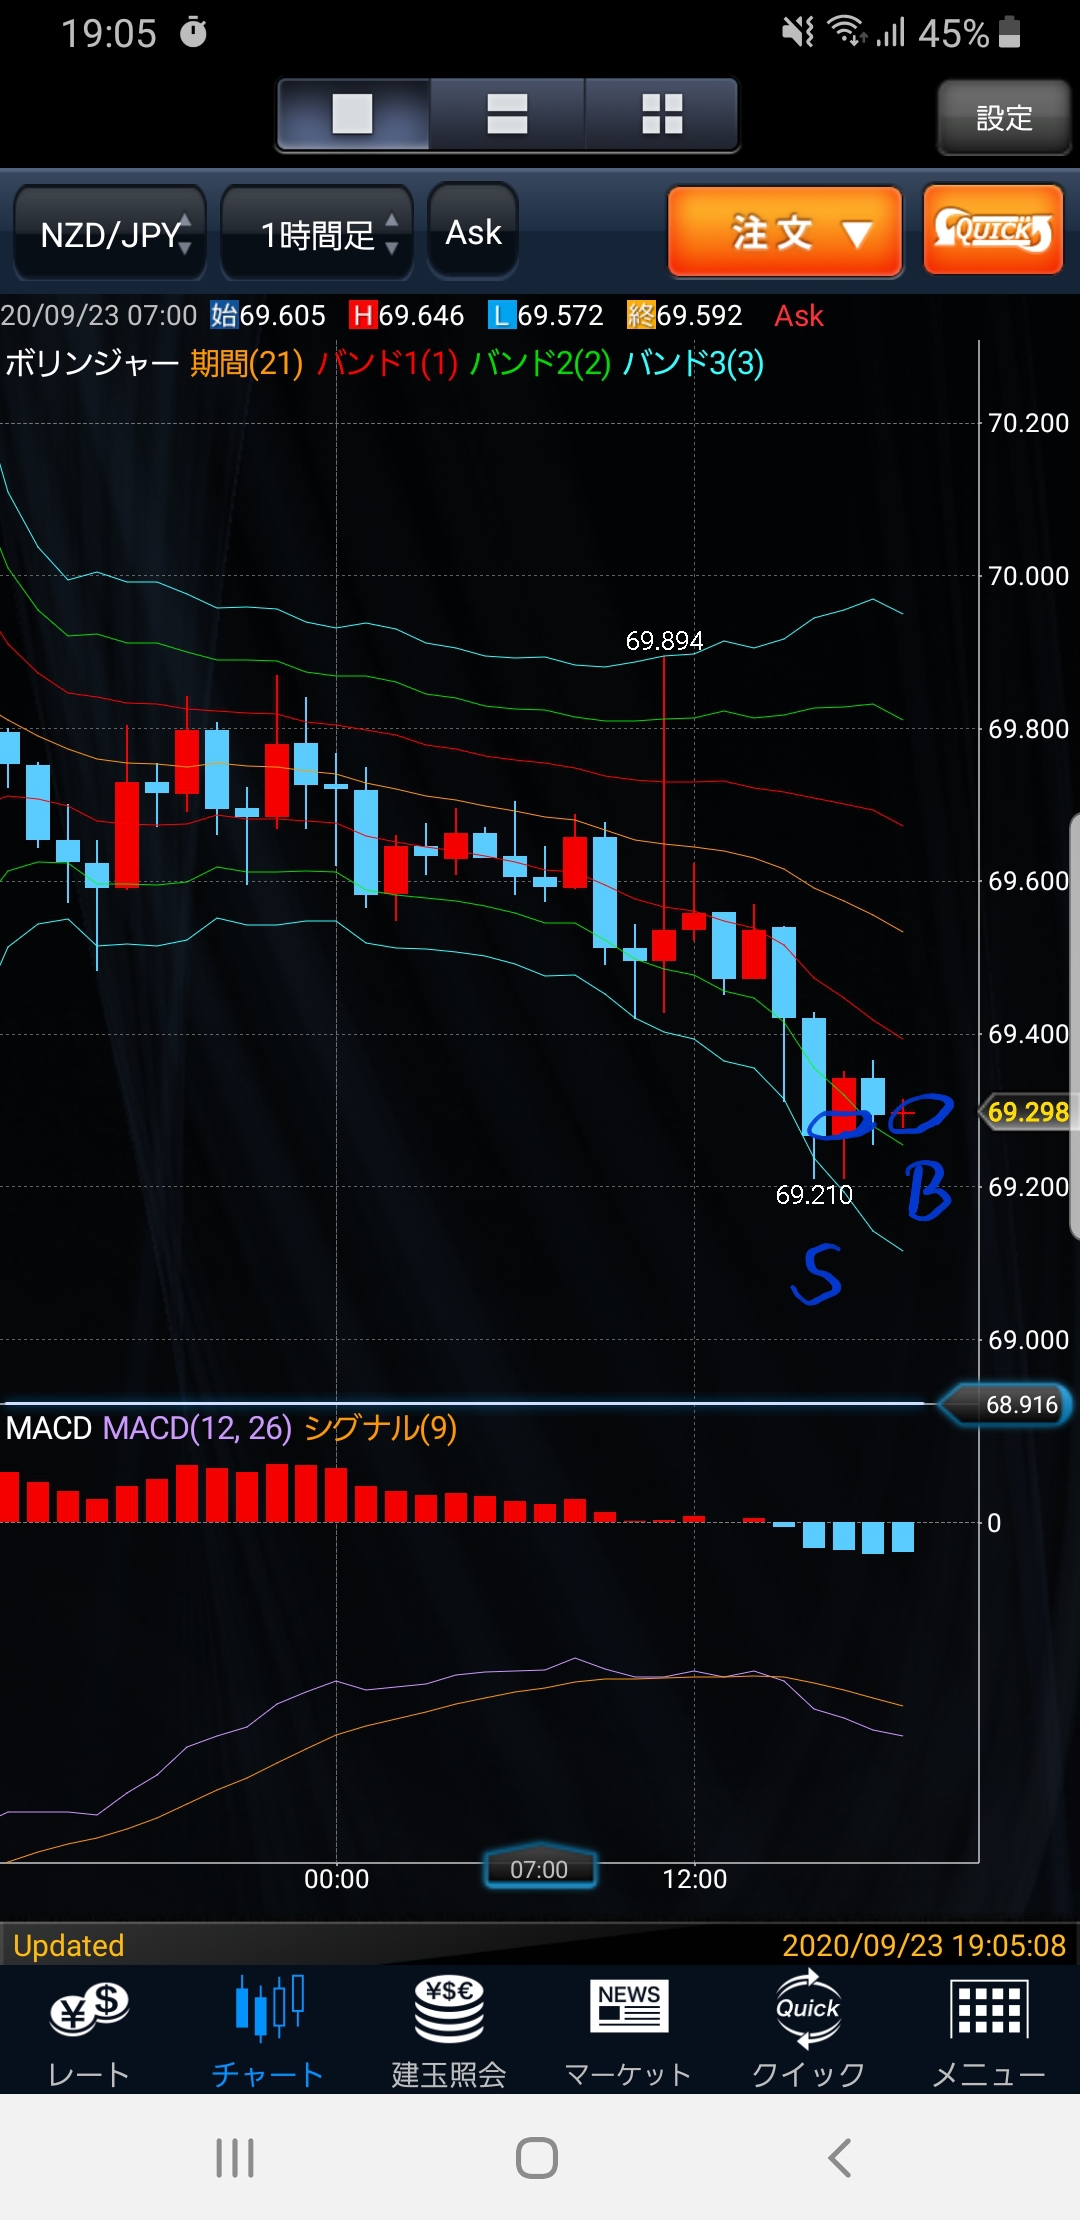 19:05 45%
設定
NZD/JPY 1時間足 Ask 注文 ▼ QUICK
20/09/23 07:00 始69.605 H69.646 L69.572 終69.592 Ask
ボリンジャー 期間(21) バンド1(1) バンド2(2) バンド3(3)
70.200
70.000
69.894
69.800
69.600
69.400
69.298
69.200
69.210
B
S
69.000
68.916
MACD MACD(12, 26) シグナル(9)
0
00:00 07:00 12:00
Updated 2020/09/23 19:05:08
¥$ ¥$€ NEWS Quick
レート チャート 建玉照会 マーケット クイック メニュー